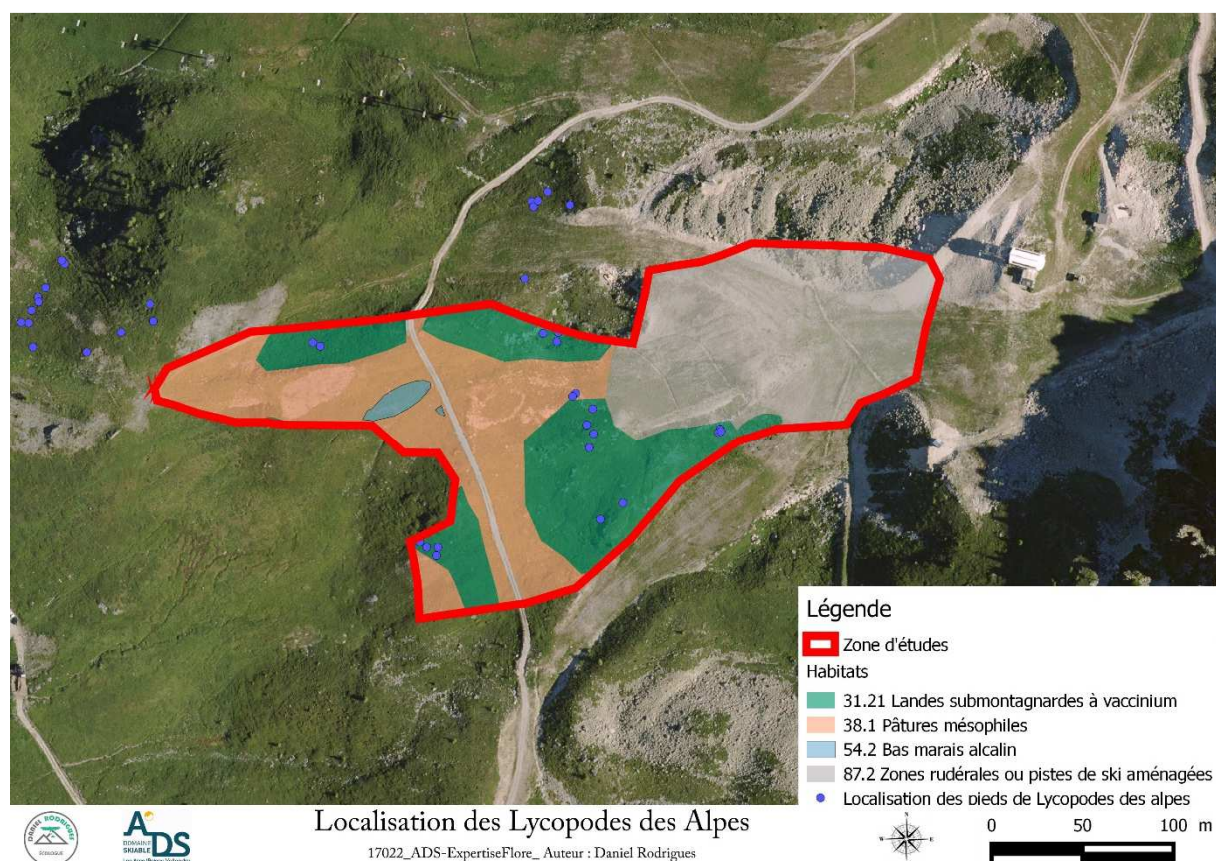 Légende
Zone d'études
Habitats
31.21 Landes submontagnardes à vaccinium
38.1 Pâtures mésophiles
54.2 Bas marais alcalin
87.2 Zones rudérales ou pistes de ski aménagées
Localisation des pieds de Lycopodes des alpes
DANIEL RODRIGUES
ADS
DOMAINE
SKIABLE
Localisation des Lycopodes des Alpes
17022_ADS-ExpertiseFlore_ Auteur : Daniel Rodrigues
N
W
E
S
0 50 100 m